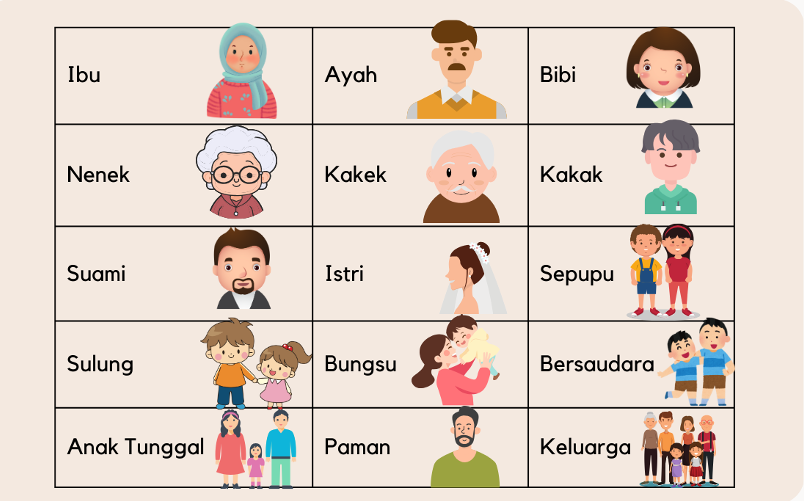 Ibu
Ayah
Bibi
Nenek
Kakek
Kakak
Suami
Istri
Sepupu
Sulung
Bungsu
Bersaudara
Anak Tunggal
Paman
Keluarga